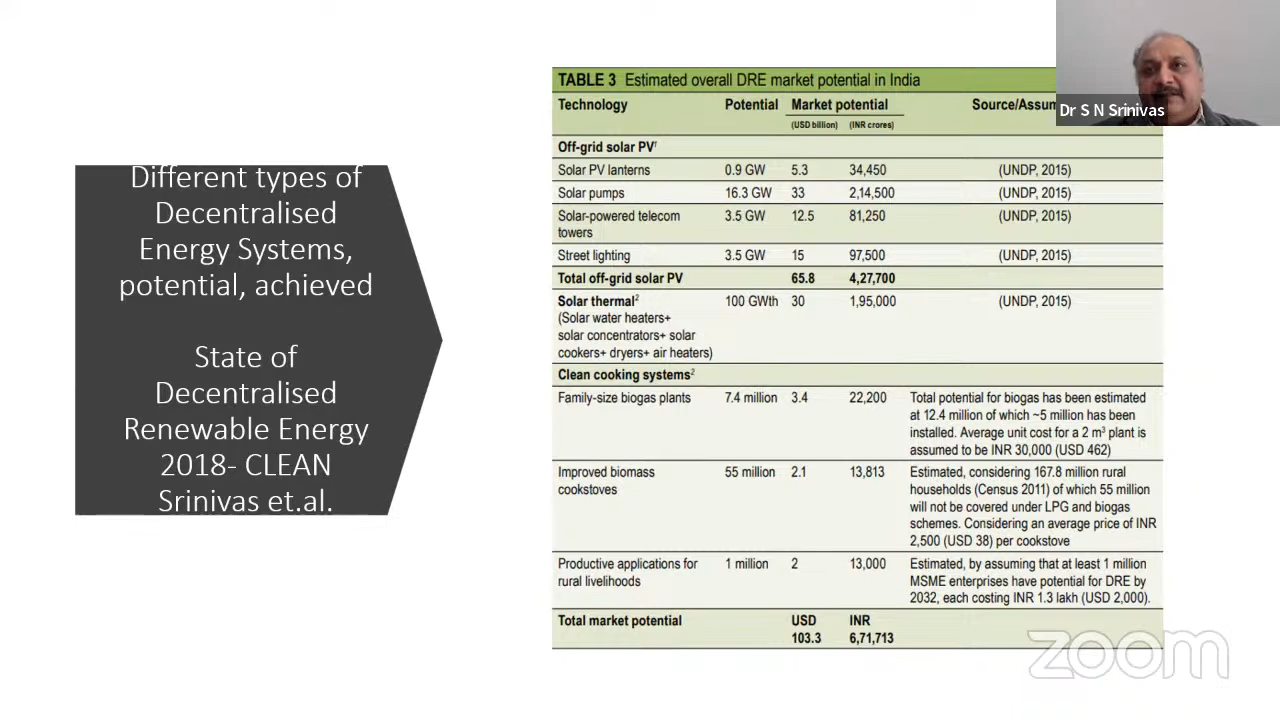 Different types of
Decentralised
Energy Systems,
potential, achieved
State of
Decentralised
Renewable Energy
2018- CLEAN
Srinivas et.al.
TABLE 3 Estimated overall DRE market potential in India
Technology Potential Market potential Source/Assum
(USD billion) (INR crores)
Off-grid solar PV¹
Solar PV lanterns 0.9 GW 5.3 34,450 (UNDP, 2015)
Solar pumps 16.3 GW 33 2,14,500 (UNDP, 2015)
Solar-powered telecom 3.5 GW 12.5 81,250 (UNDP, 2015)
towers
Street lighting 3.5 GW 15 97,500 (UNDP, 2015)
Total off-grid solar PV 65.8 4,27,700
Solar thermal² 100 GWth 30 1,95,000 (UNDP, 2015)
(Solar water heaters+
solar concentrators+ solar
cookers+ dryers+ air heaters)
Clean cooking systems²
Family-size biogas plants 7.4 million 3.4 22,200 Total potential for biogas has been estimated
at 12.4 million of which ~5 million has been
installed. Average unit cost for a 2 m³ plant is
assumed to be INR 30,000 (USD 462)
Improved biomass 55 million 2.1 13,813 Estimated, considering 167.8 million rural
cookstoves households (Census 2011) of which 55 million
will not be covered under LPG and biogas
schemes. Considering an average price of INR
2,500 (USD 38) per cookstove
Productive applications for 1 million 2 13,000 Estimated, by assuming that at least 1 million
rural livelihoods MSME enterprises have potential for DRE by
2032, each costing INR 1.3 lakh (USD 2,000).
Total market potential USD INR
103.3 6,71,713
Dr S N Srinivas
zoom